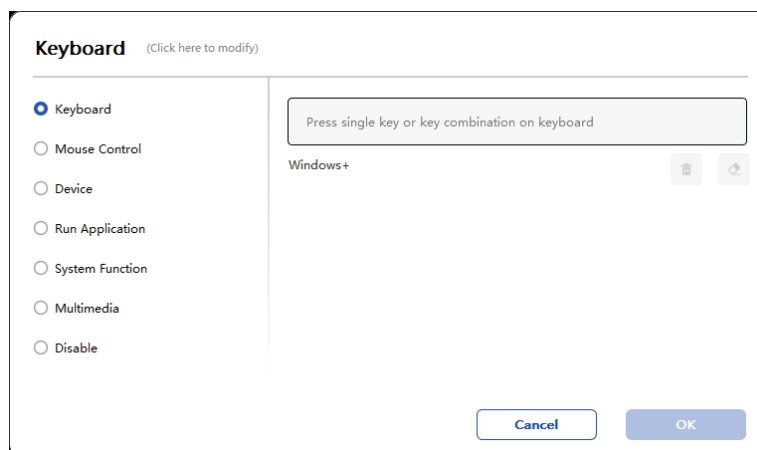 Keyboard (Click here to modify)
Keyboard
Mouse Control
Device
Run Application
System Function
Multimedia
Disable
Press single key or key combination on keyboard
Windows+
Cancel
OK